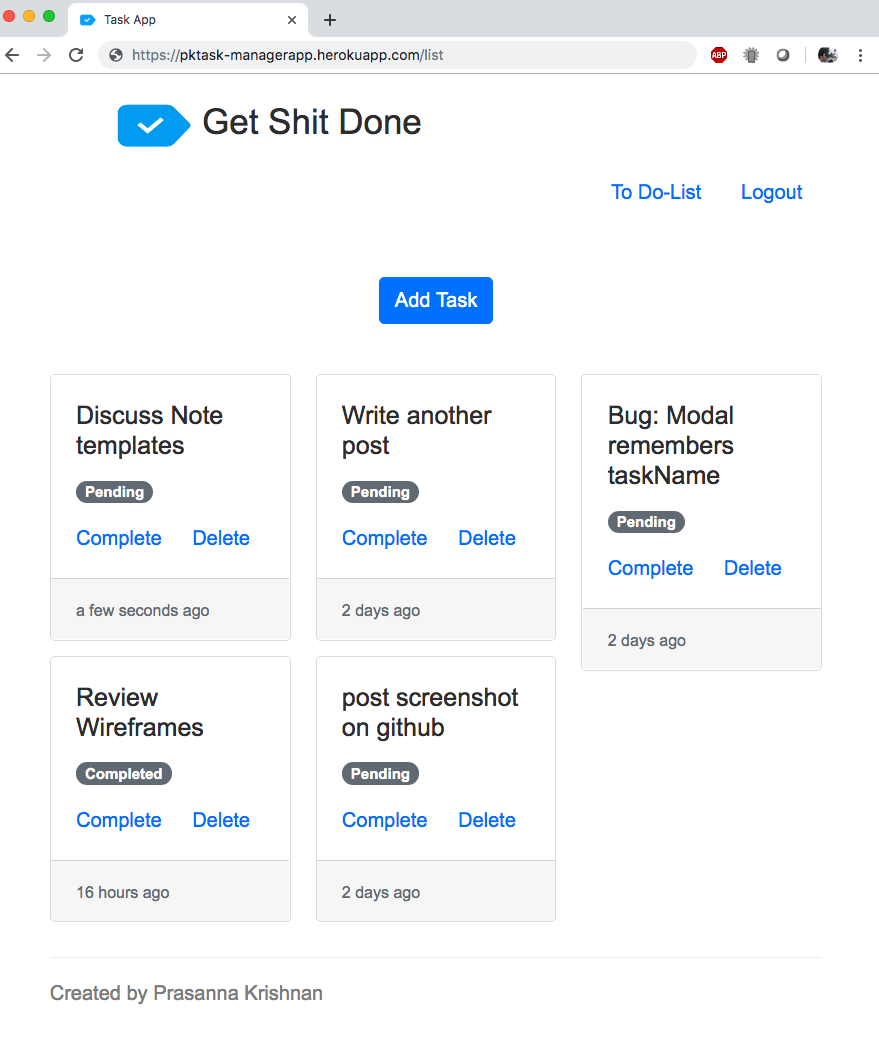 Task App
https://pktask-managerapp.herokuapp.com/list
ABP
Get Shit Done
To Do-List
Logout
Add Task
Discuss Note
templates
Pending
Complete
Delete
a few seconds ago
Write another
post
Pending
Complete
Delete
2 days ago
Bug: Modal
remembers
taskName
Pending
Complete
Delete
2 days ago
Review
Wireframes
Completed
Complete
Delete
16 hours ago
post screenshot
on github
Pending
Complete
Delete
2 days ago
Created by Prasanna Krishnan